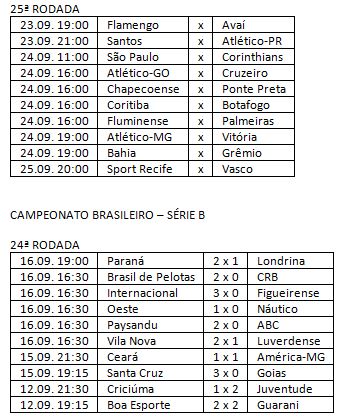 25ª RODADA
23.09. 19:00 Flamengo x Avaí
23.09. 21:00 Santos x Atlético-PR
24.09. 11:00 São Paulo x Corinthians
24.09. 16:00 Atlético-GO x Cruzeiro
24.09. 16:00 Chapecoense x Ponte Preta
24.09. 16:00 Coritiba x Botafogo
24.09. 16:00 Fluminense x Palmeiras
24.09. 19:00 Atlético-MG x Vitória
24.09. 19:00 Bahia x Grêmio
25.09. 20:00 Sport Recife x Vasco
CAMPEONATO BRASILEIRO – SÉRIE B
24ª RODADA
16.09. 19:00 Paraná 2 x 1 Londrina
16.09. 16:30 Brasil de Pelotas 2 x 0 CRB
16.09. 16:30 Internacional 3 x 0 Figueirense
16.09. 16:30 Oeste 1 x 0 Náutico
16.09. 16:30 Paysandu 2 x 0 ABC
16.09. 16:30 Vila Nova 2 x 1 Luverdense
15.09. 21:30 Ceará 1 x 1 América-MG
15.09. 19:15 Santa Cruz 3 x 0 Goias
12.09. 19:15 Criciúma 1 x 2 Juventude
12.09. 19:15 Boa Esporte 2 x 2 Guarani